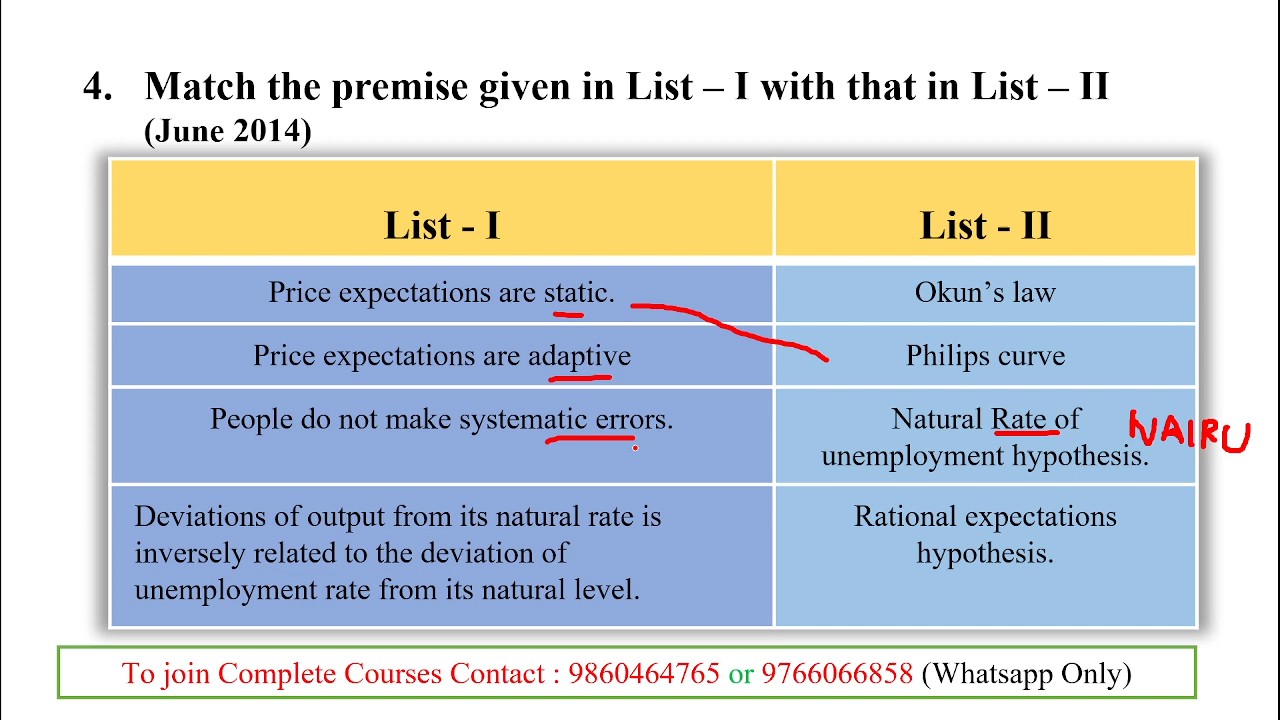 4. Match the premise given in List – I with that in List – II
(June 2014)
List - I
List - II
Price expectations are static.
Okun's law
Price expectations are adaptive
Philips curve
People do not make systematic errors.
Natural Rate of
unemployment hypothesis.
NAIRU
Deviations of output from its natural rate is
inversely related to the deviation of
unemployment rate from its natural level.
Rational expectations
hypothesis.
To join Complete Courses Contact : 9860464765 or 9766066858 (Whatsapp Only)